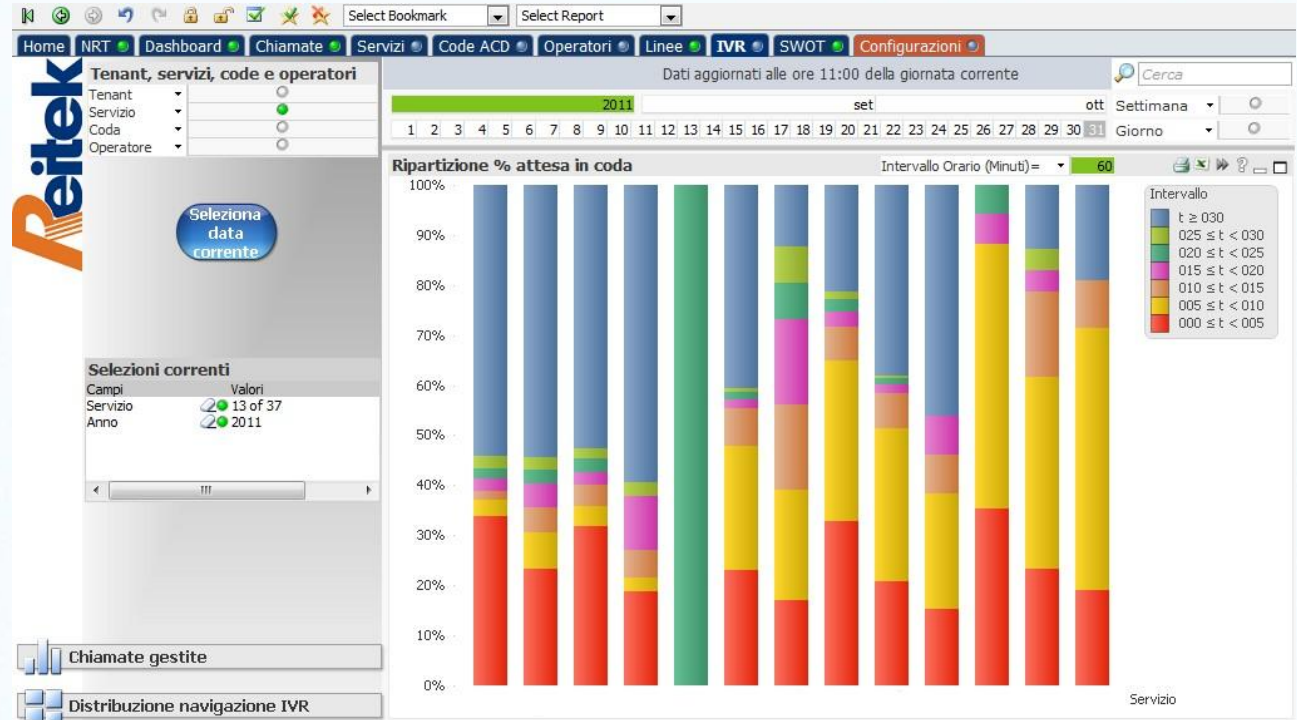 Select Bookmark Select Report
Home NRT Dashboard Chiamate Servizi Code ACD Operatori Linee IVR SWOT Configurazioni
Reitek
Tenant, servizi, code e operatori
Tenant
Servizio
Coda
Operatore
Dati aggiornati alle ore 11:00 della giornata corrente
Cerca
2011 set ott
Settimana
1 2 3 4 5 6 7 8 9 10 11 12 13 14 15 16 17 18 19 20 21 22 23 24 25 26 27 28 29 30 31
Giorno
Seleziona
data
corrente
Selezioni correnti
Campi Valori
Servizio 13 of 37
Anno 2011
Chiamate gestite
Distribuzione navigazione IVR
Ripartizione % attesa in coda
Intervallo Orario (Minuti)= 60
100%
90%
80%
70%
60%
50%
40%
30%
20%
10%
0%
Servizio
Intervallo
t ≥ 030
025 ≤ t < 030
020 ≤ t < 025
015 ≤ t < 020
010 ≤ t < 015
005 ≤ t < 010
000 ≤ t < 005